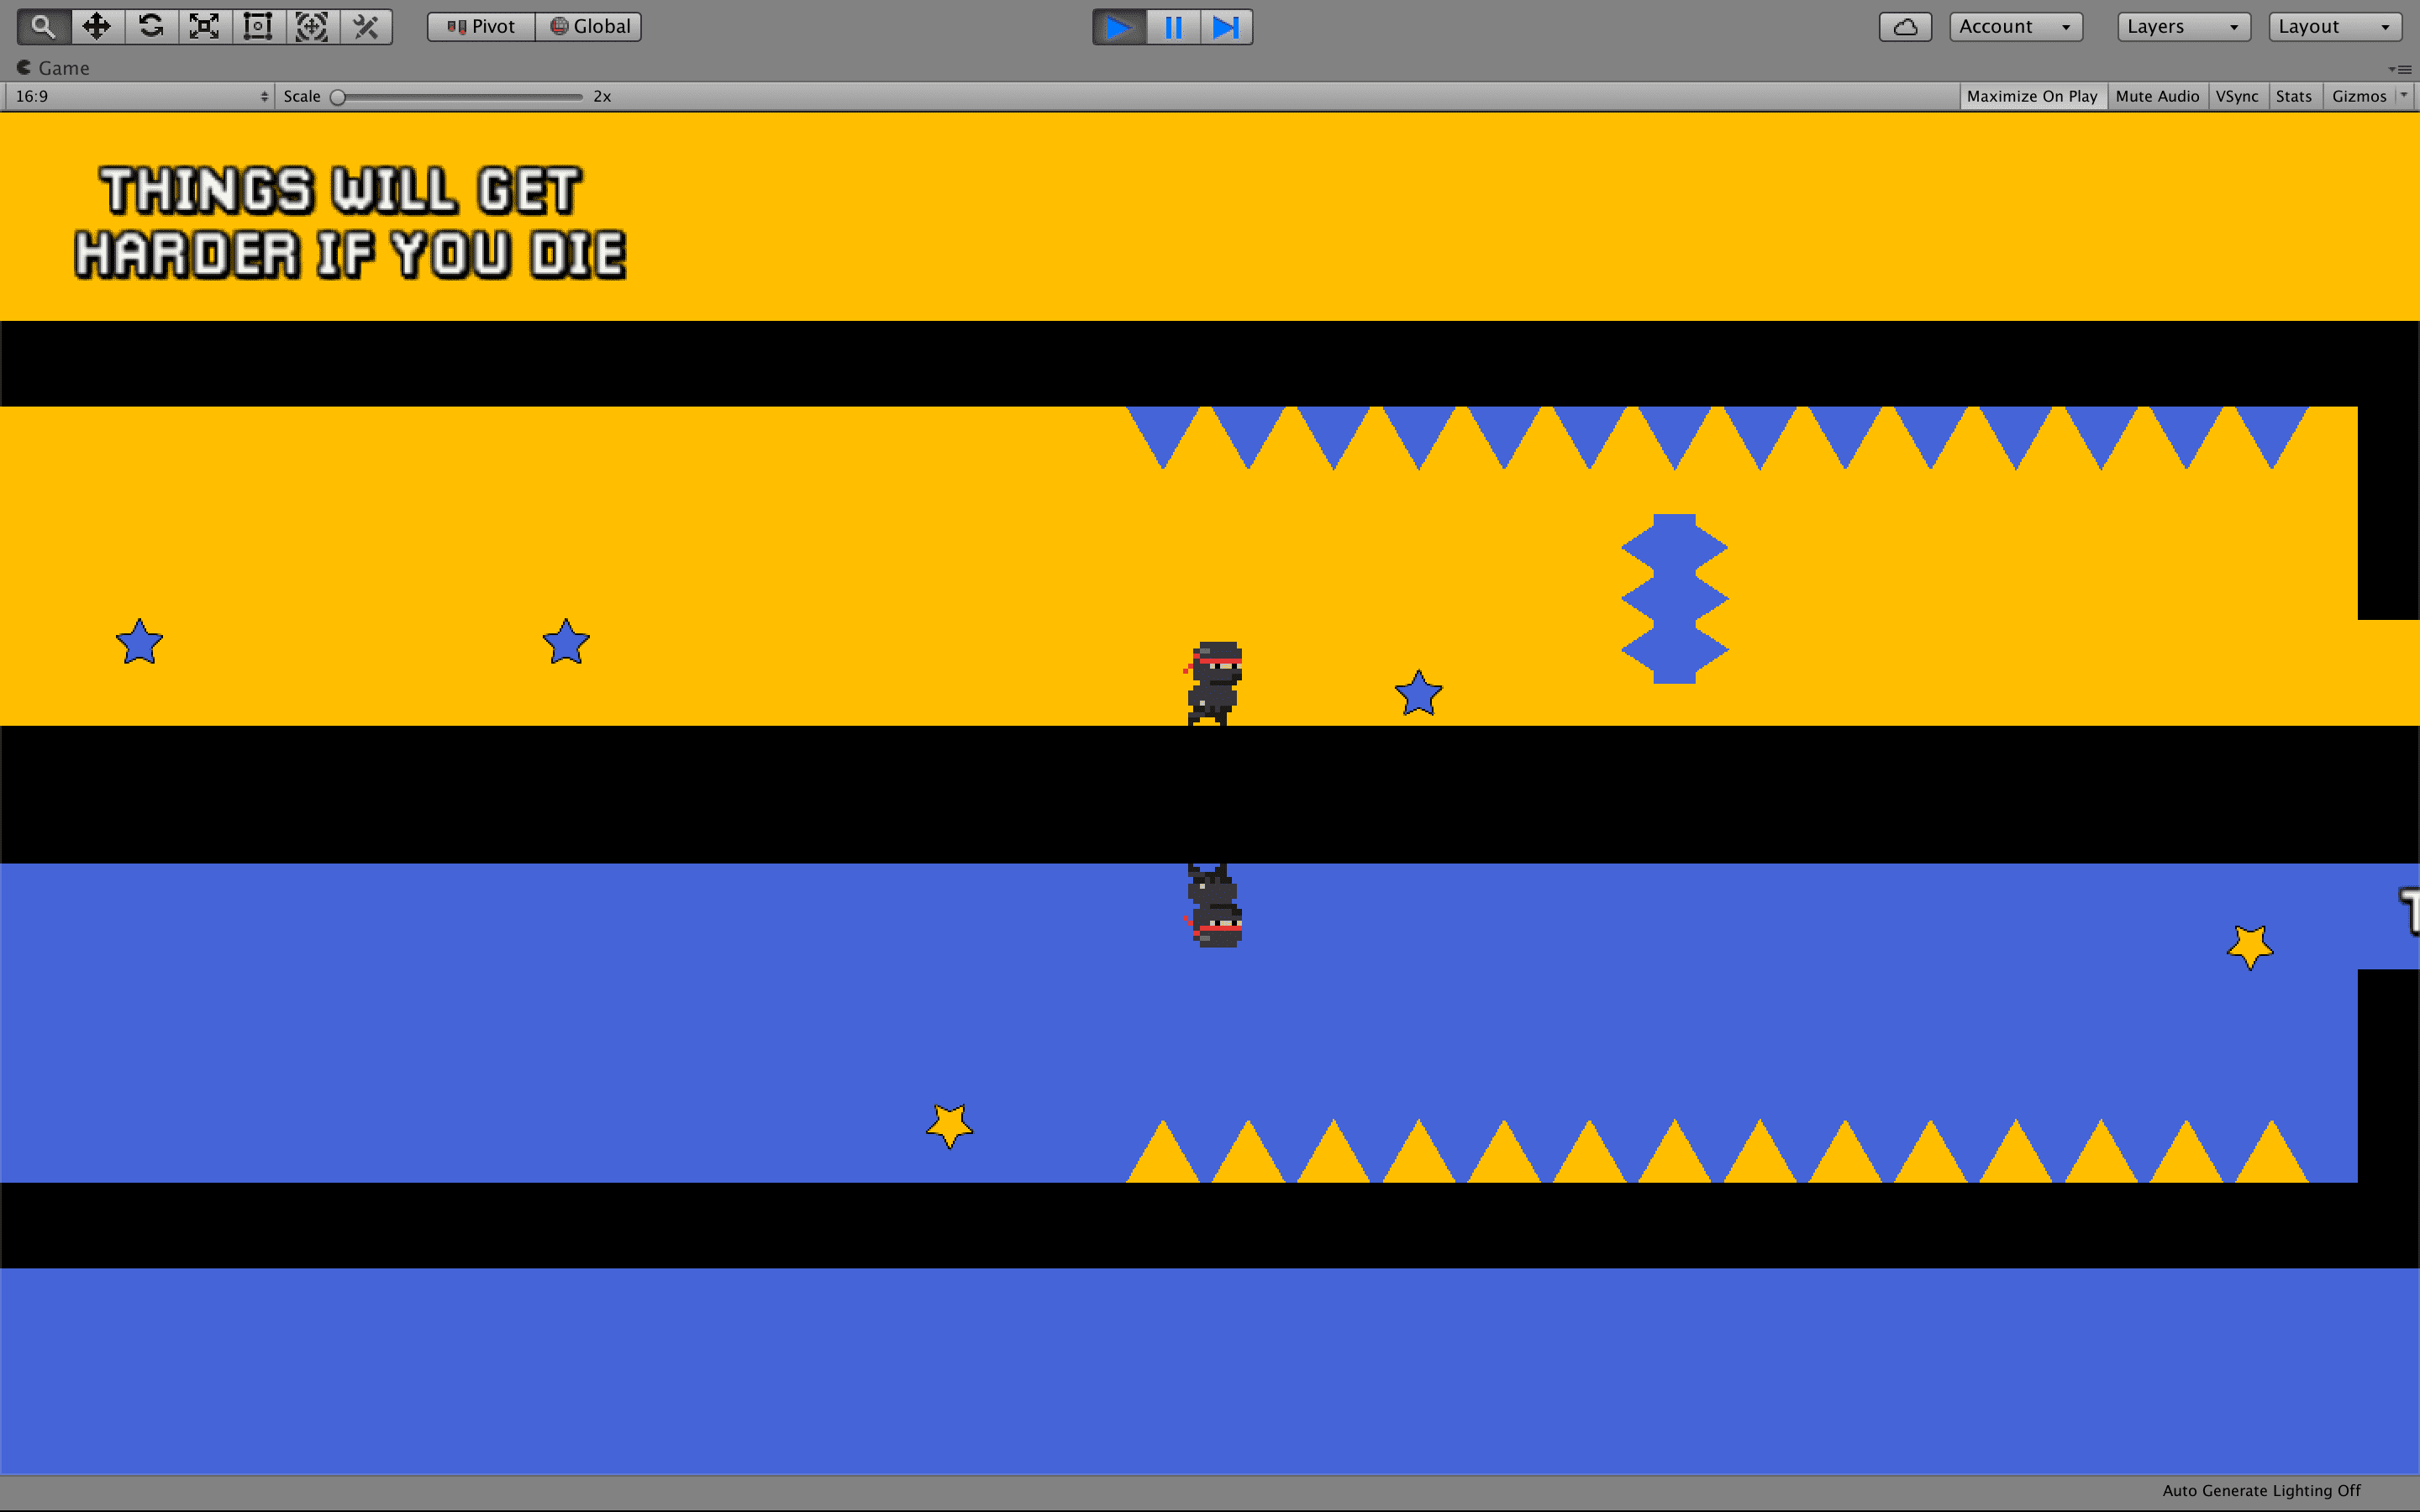 Pivot Global Account Layers Layout
Game
16:9 Scale 2x Maximize On Play Mute Audio VSync Stats Gizmos
THINGS WILL GET
HARDER IF YOU DIE
Auto Generate Lighting Off